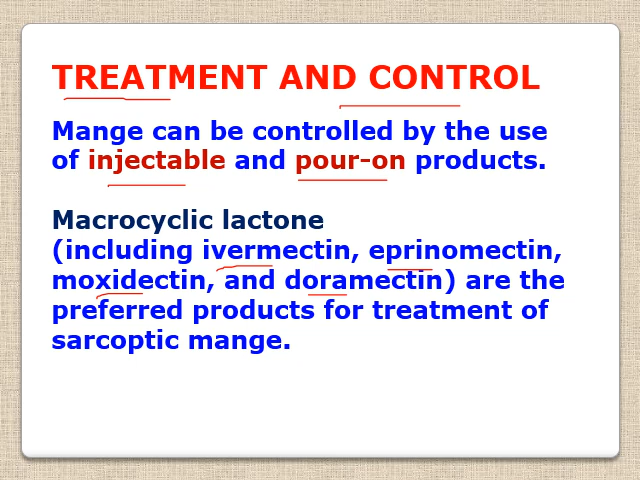 TREATMENT AND CONTROL
Mange can be controlled by the use
of injectable and pour-on products.
Macrocyclic lactone
(including ivermectin, eprinomectin,
moxidectin, and doramectin) are the
preferred products for treatment of
sarcoptic mange.